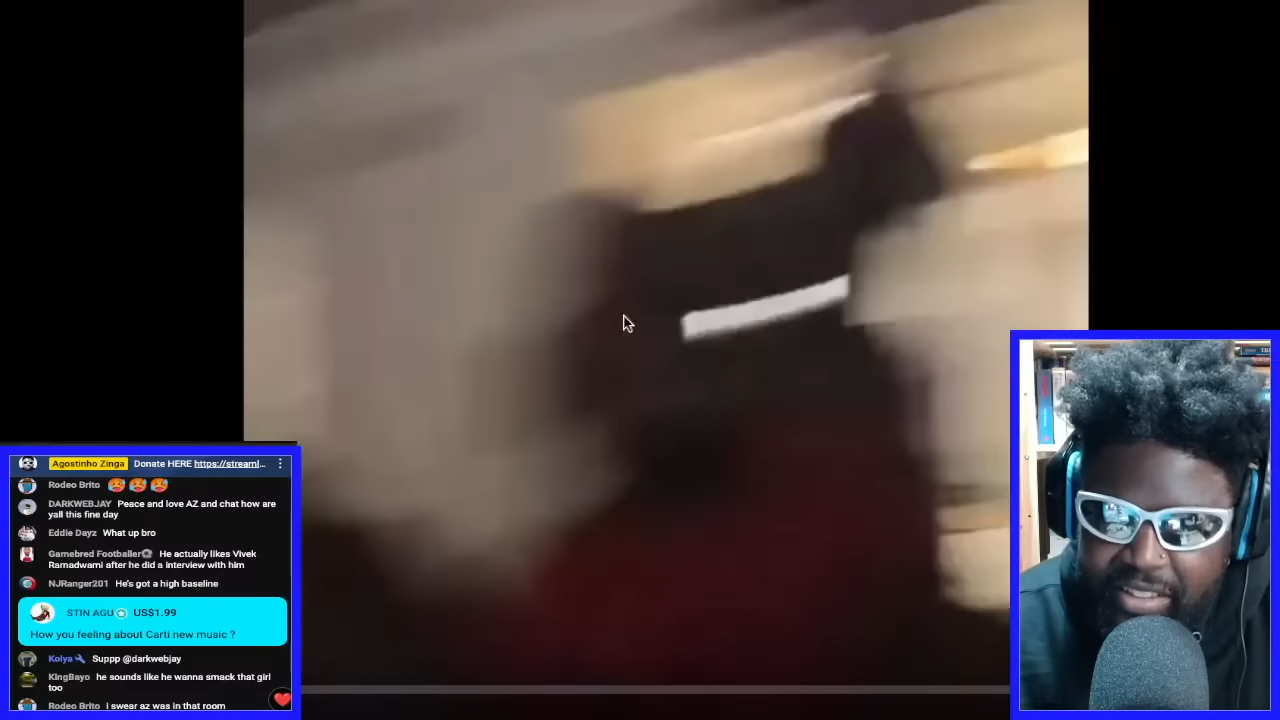 Agostinho Zinga Donate HERE https://streaml...
Rodeo Brito 🥵🥵🥵
DARKWEBJAY Peace and love AZ and chat how are
yall this fine day
Eddie Dayz What up bro
Gamebred Footballer⚽ He actually likes Vivek
Ramadwami after he did a interview with him
NJRanger201 He's got a high baseline
STIN AGU US$1.99
How you feeling about Carti new music ?
Kolya🔧 Suppp @darkwebjay
KingBayo he sounds like he wanna smack that girl
too
Rodeo Brito i swear az was in that room